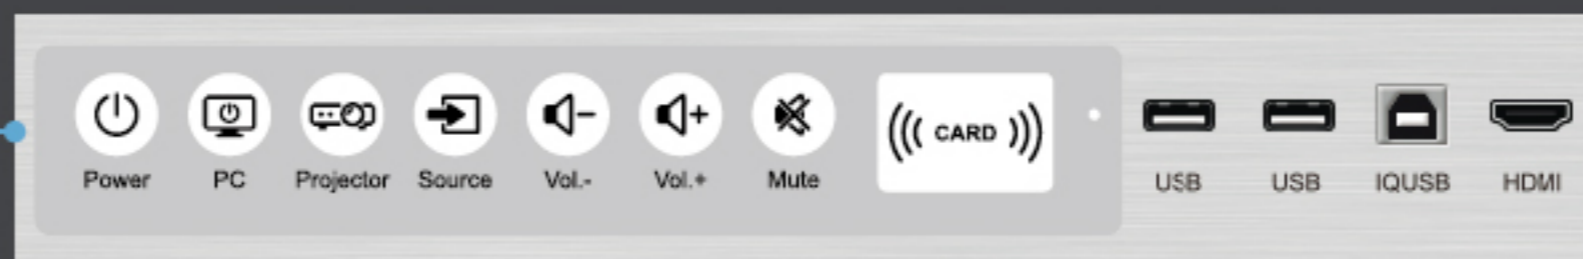 CARD
Power PC Projector Source Vol.- Vol.+ Mute
USB USB IQUSB HDMI